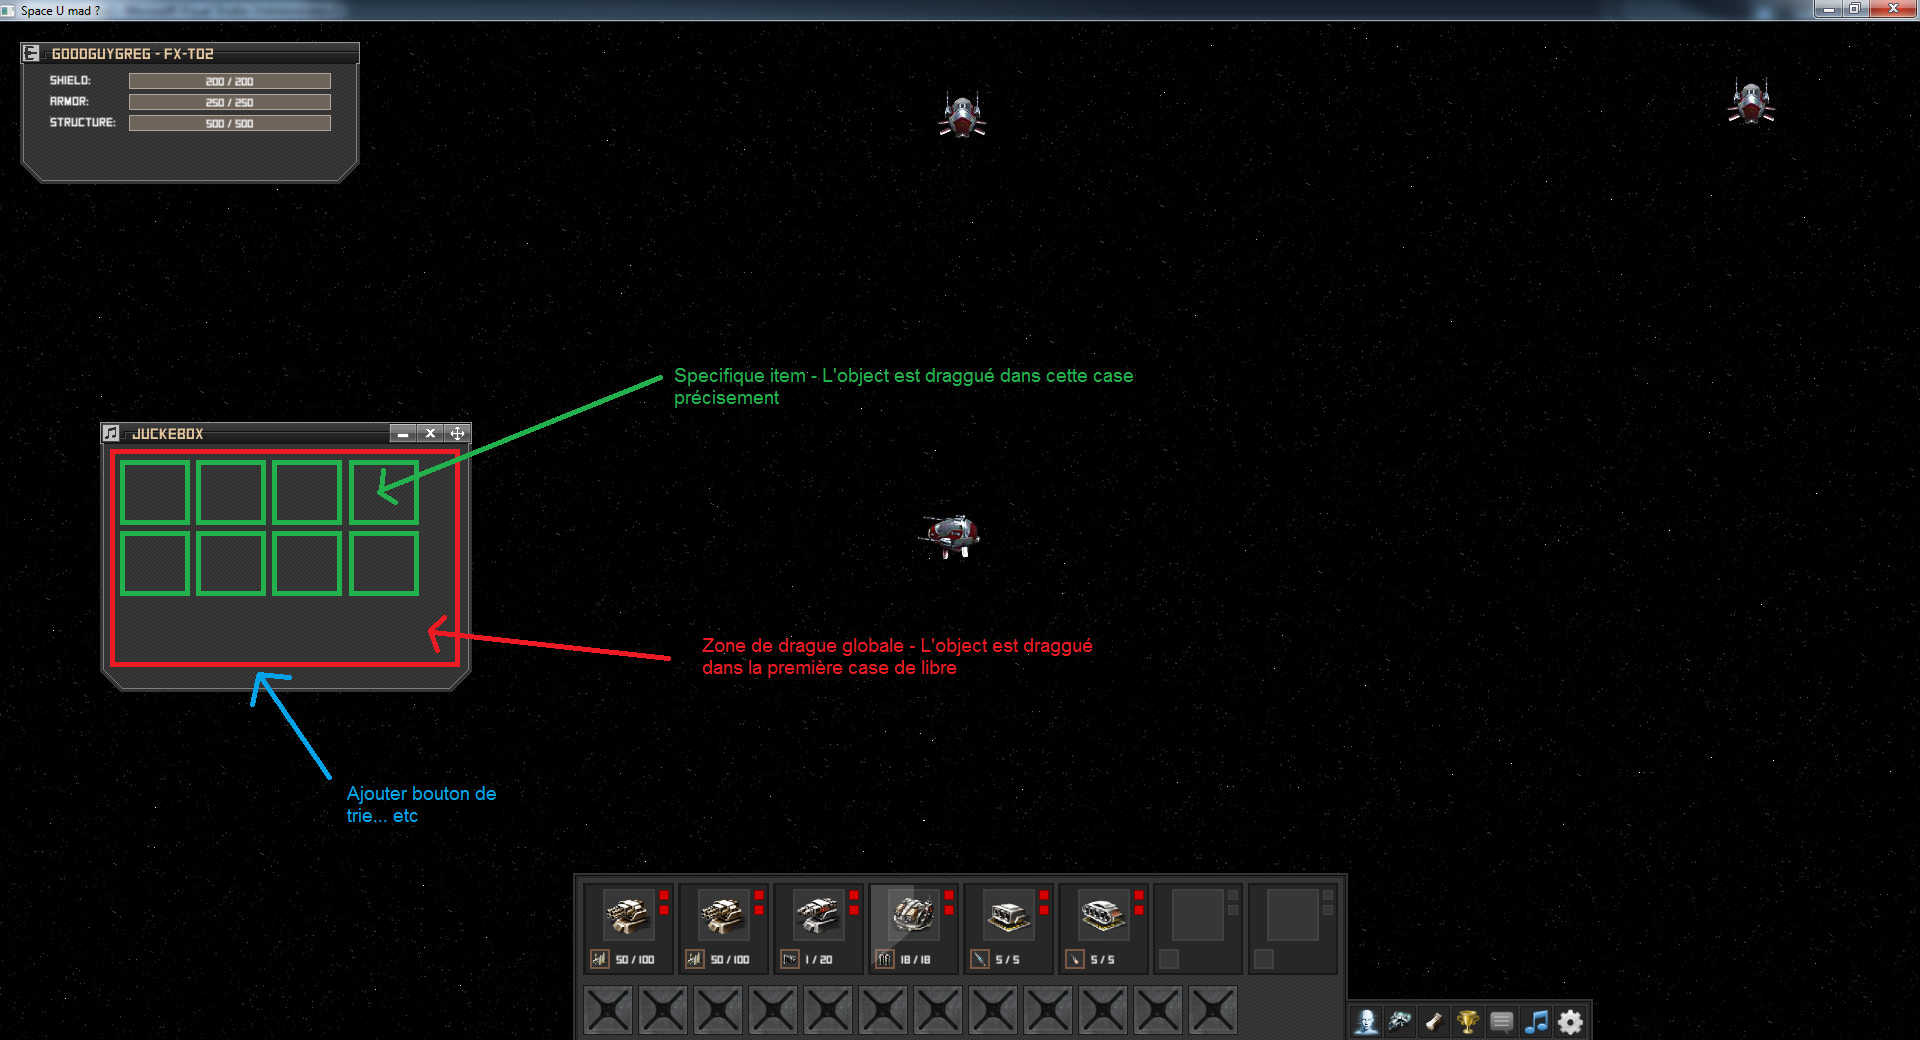 Space U mad ?
GOODGUYGREG - FX-T02
SHIELD: 200 / 200
ARMOR: 250 / 250
STRUCTURE: 500 / 500
Specifique item - L'object est draggué dans cette case
précisement
JUCKEBOX
Zone de drague globale - L'object est draggué
dans la première case de libre
Ajouter bouton de
trie... etc
50 / 100 50 / 100 1 / 20 18 / 18 5 / 5 5 / 5